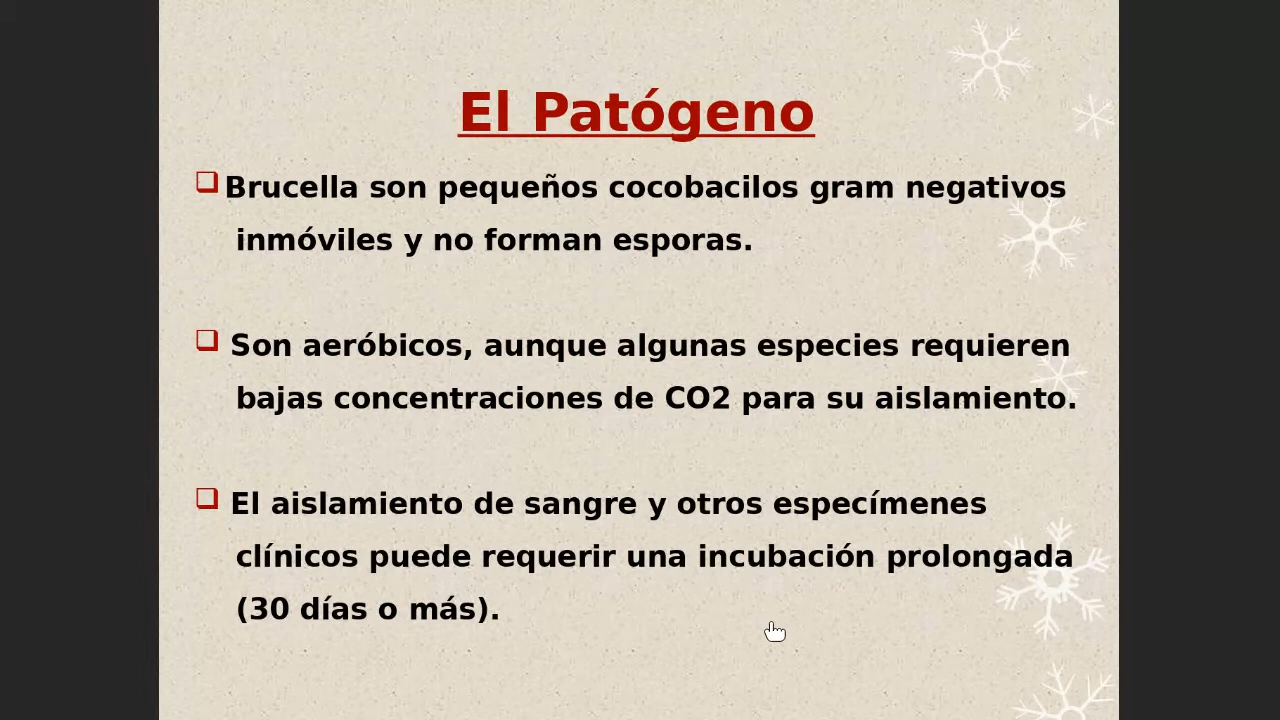 El Patógeno
Brucella son pequeños cocobacilos gram negativos
inmóviles y no forman esporas.
Son aeróbicos, aunque algunas especies requieren
bajas concentraciones de CO2 para su aislamiento.
El aislamiento de sangre y otros especímenes
clínicos puede requerir una incubación prolongada
(30 días o más).